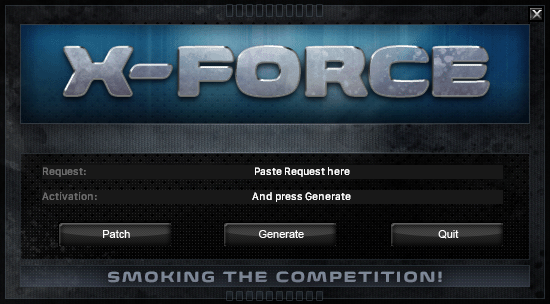 X-FORCE
Request: Paste Request here
Activation: And press Generate
Patch Generate Quit
SMOKING THE COMPETITION!